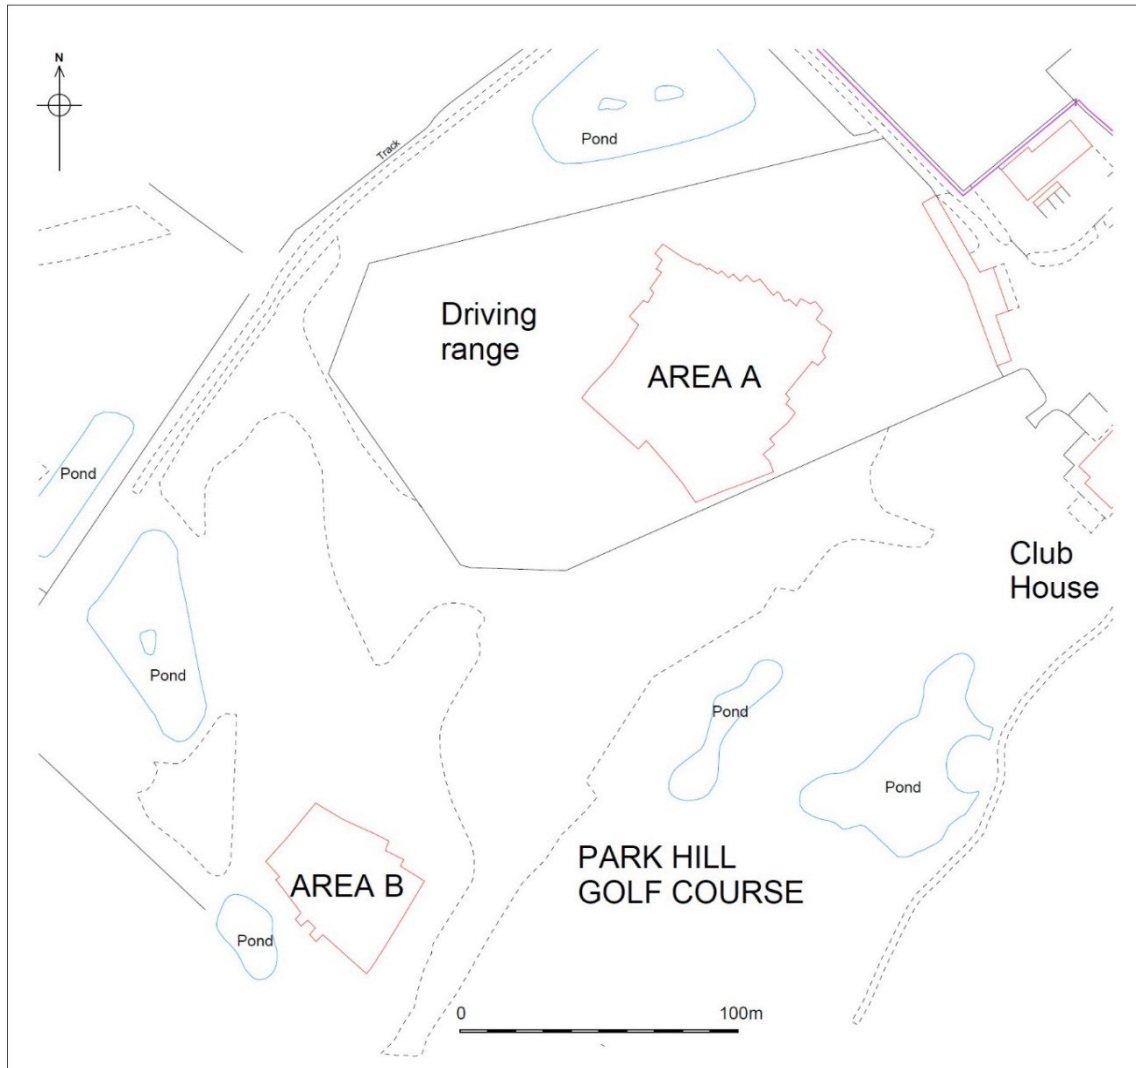 N
Track
Pond
Driving
range
AREA A
Pond
Club
House
Pond
Pond
Pond
PARK HILL
GOLF COURSE
AREA B
Pond
0 100m